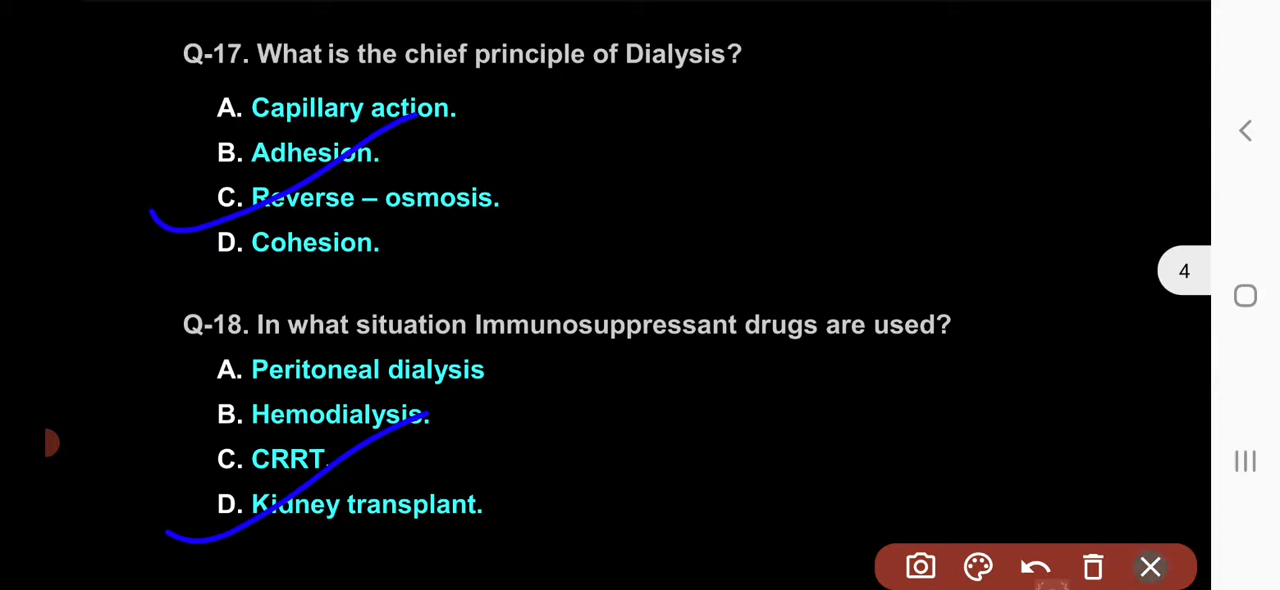 Q-17. What is the chief principle of Dialysis?
A. Capillary action.
B. Adhesion.
C. Reverse – osmosis.
D. Cohesion.
Q-18. In what situation Immunosuppressant drugs are used?
A. Peritoneal dialysis
B. Hemodialysis.
C. CRRT.
D. Kidney transplant.
4